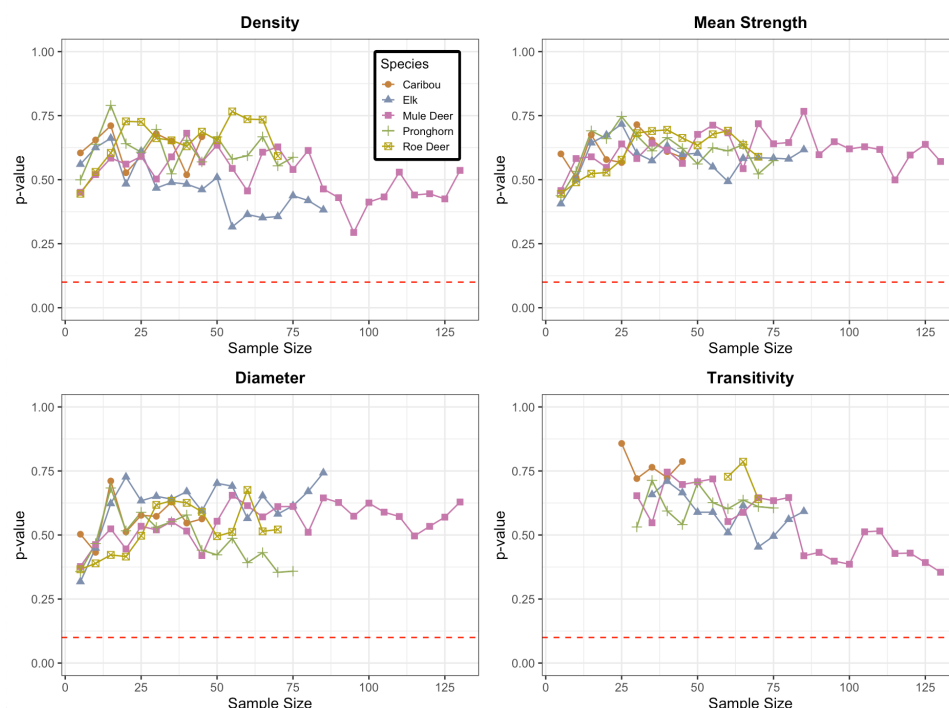 Density
Mean Strength
1.00
0.75
0.50
0.25
0.00
p-value
0 25 50 75 100 125
Sample Size
Species
Caribou
Elk
Mule Deer
Pronghorn
Roe Deer
1.00
0.75
0.50
0.25
0.00
p-value
0 25 50 75 100 125
Sample Size
Diameter
Transitivity
1.00
0.75
0.50
0.25
0.00
p-value
0 25 50 75 100 125
Sample Size
1.00
0.75
0.50
0.25
0.00
p-value
0 25 50 75 100 125
Sample Size